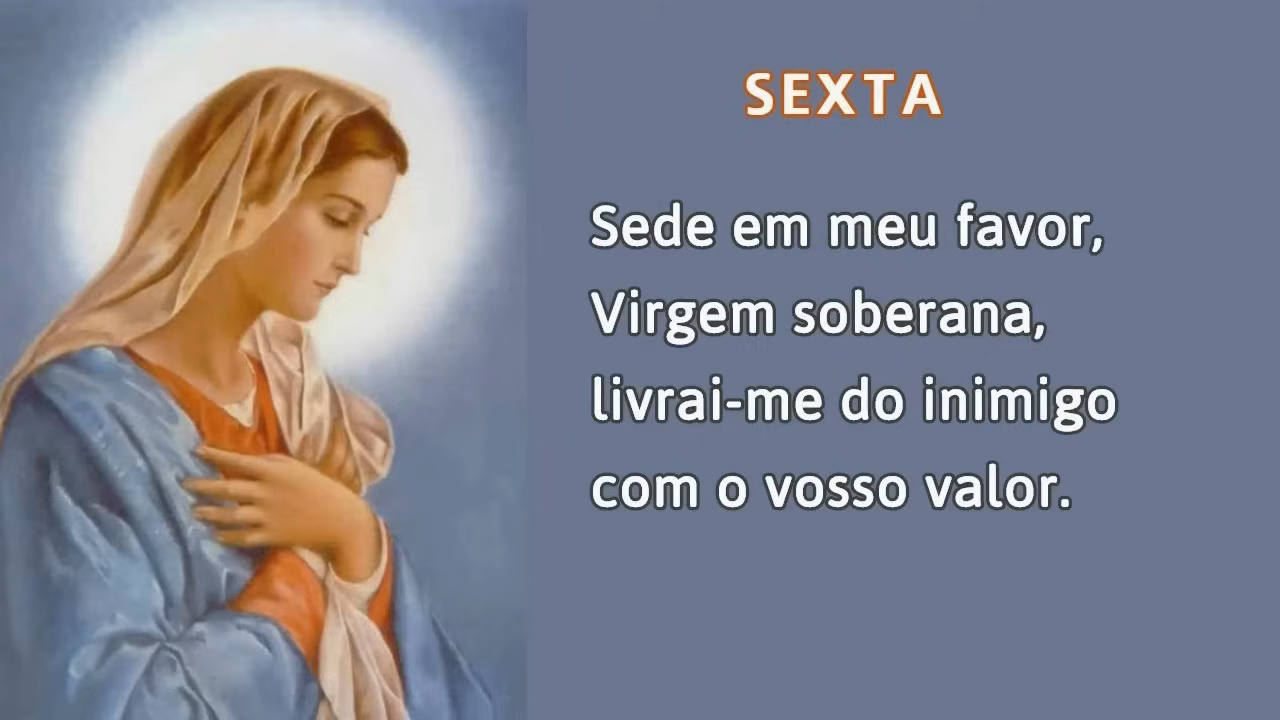 SEXTA
Sede em meu favor,
Virgem soberana,
livrai-me do inimigo
com o vosso valor.